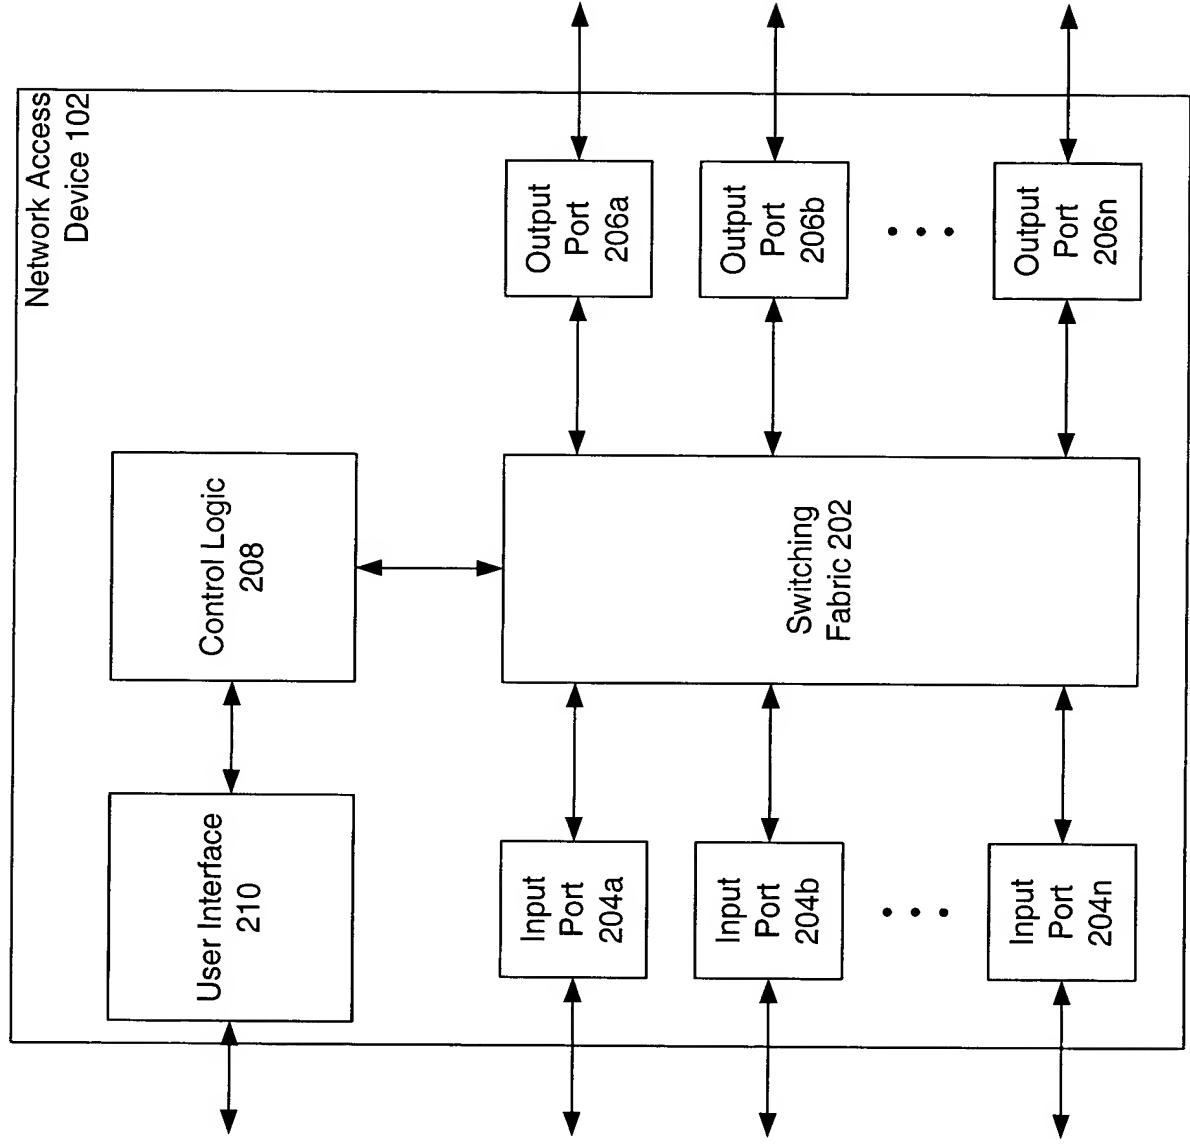 Network Access
Device 102
User Interface
210
Control Logic
208
Input
Port
204a
Input
Port
204b
Input
Port
204n
Switching
Fabric 202
Output
Port
206a
Output
Port
206b
Output
Port
206n